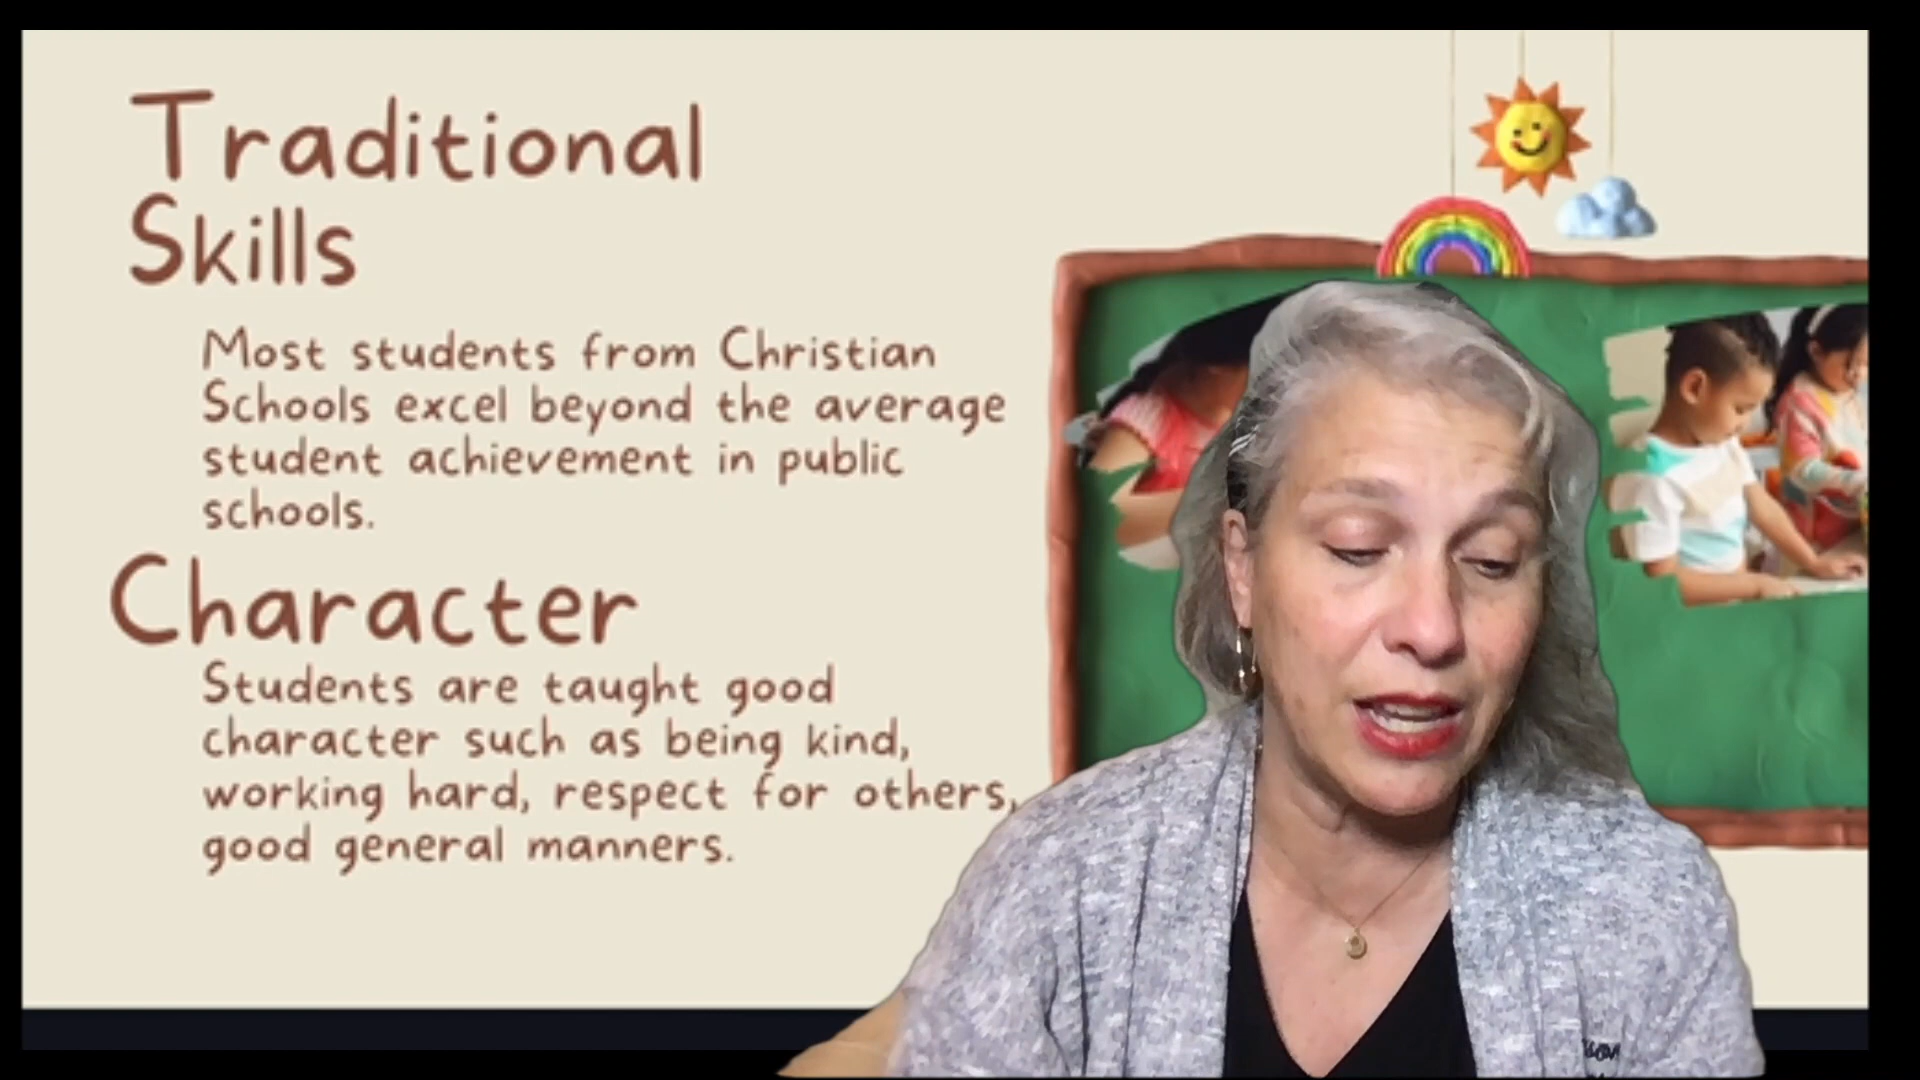 Traditional
Skills
Most students from Christian
Schools excel beyond the average
student achievement in public
schools.
Character
Students are taught good
character such as being kind,
working hard, respect for others,
good general manners.